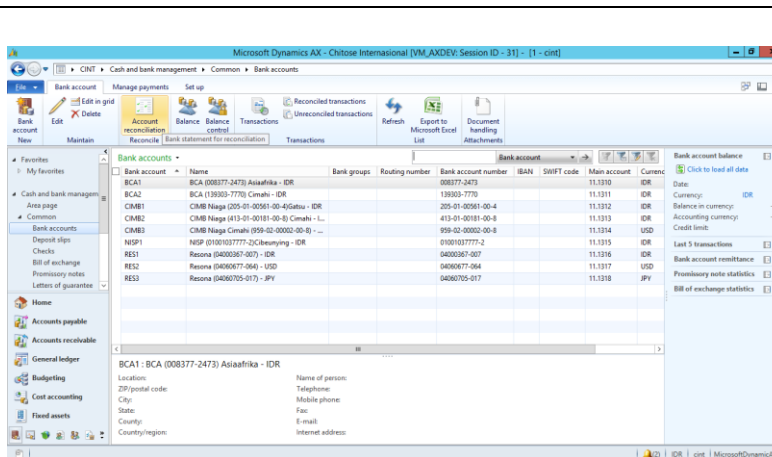 Microsoft Dynamics AX - Chitose Internasional [VM_AXDEV: Session ID - 31] - [1 - cint]
CINT ▸ Cash and bank management ▸ Common ▸ Bank accounts
File Bank account Manage payments Set up
Bank account
New
Edit
Edit in grid
Delete
Maintain
Account reconciliation
Reconcile
Balance
Balance control
Transactions
Reconciled transactions
Unreconciled transactions
Transactions
Refresh
Export to Microsoft Excel
List
Document handling
Attachments
Bank statement for reconciliation
Favorites
My favorites
Cash and bank managem
Area page
Common
Bank accounts
Deposit slips
Checks
Bill of exchange
Promissory notes
Letters of guarantee
Home
Accounts payable
Accounts receivable
General ledger
Budgeting
Cost accounting
Fixed assets
Bank accounts
Bank account
Bank account Name Bank groups Routing number Bank account number IBAN SWIFT code Main account Currenc
BCA1 BCA (008377-2473) Asiaafrika - IDR 008377-2473 11.1310 IDR
BCA2 BCA (139303-7770) Cimahi - IDR 139303-7770 11.1311 IDR
CIMB1 CIMB Niaga (205-01-00561-00-4)Gatsu - IDR 205-01-00561-00-4 11.1312 IDR
CIMB2 CIMB Niaga (413-01-00181-00-8) Cimahi - I... 413-01-00181-00-8 11.1313 IDR
CIMB3 CIMB Niaga Cimahi (959-02-00002-00-8) - ... 959-02-00002-00-8 11.1314 USD
NISP1 NISP (01001037777-2)Cibeunying - IDR 01001037777-2 11.1315 IDR
RES1 Resona (04000367-007) - IDR 04000367-007 11.1316 IDR
RES2 Resona (04060677-064) - USD 04060677-064 11.1317 USD
RES3 Resona (04060705-017) - JPY 04060705-017 11.1318 JPY
BCA1 : BCA (008377-2473) Asiaafrika - IDR
Location: Name of person:
ZIP/postal code: Telephone:
City: Mobile phone:
State: Fax:
County: E-mail:
Country/region: Internet address:
Bank account balance
Click to load all data
Date:
Currency: IDR
Balance in currency:
Accounting currency:
Credit limit:
Last 5 transactions
Bank account remittance
Promissory note statistics
Bill of exchange statistics
(2) IDR cint MicrosoftDynamicsA